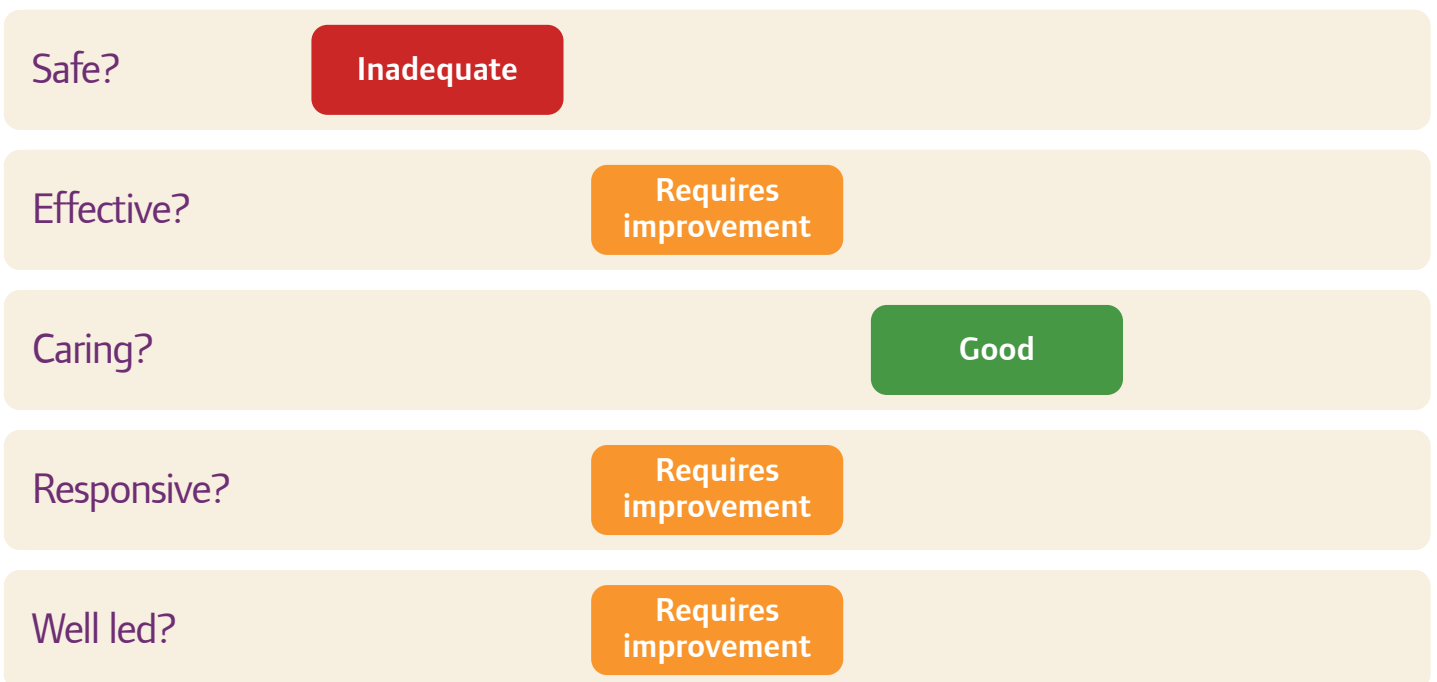 Safe?
Inadequate
Effective?
Requires
improvement
Caring?
Good
Responsive?
Requires
improvement
Well led?
Requires
improvement